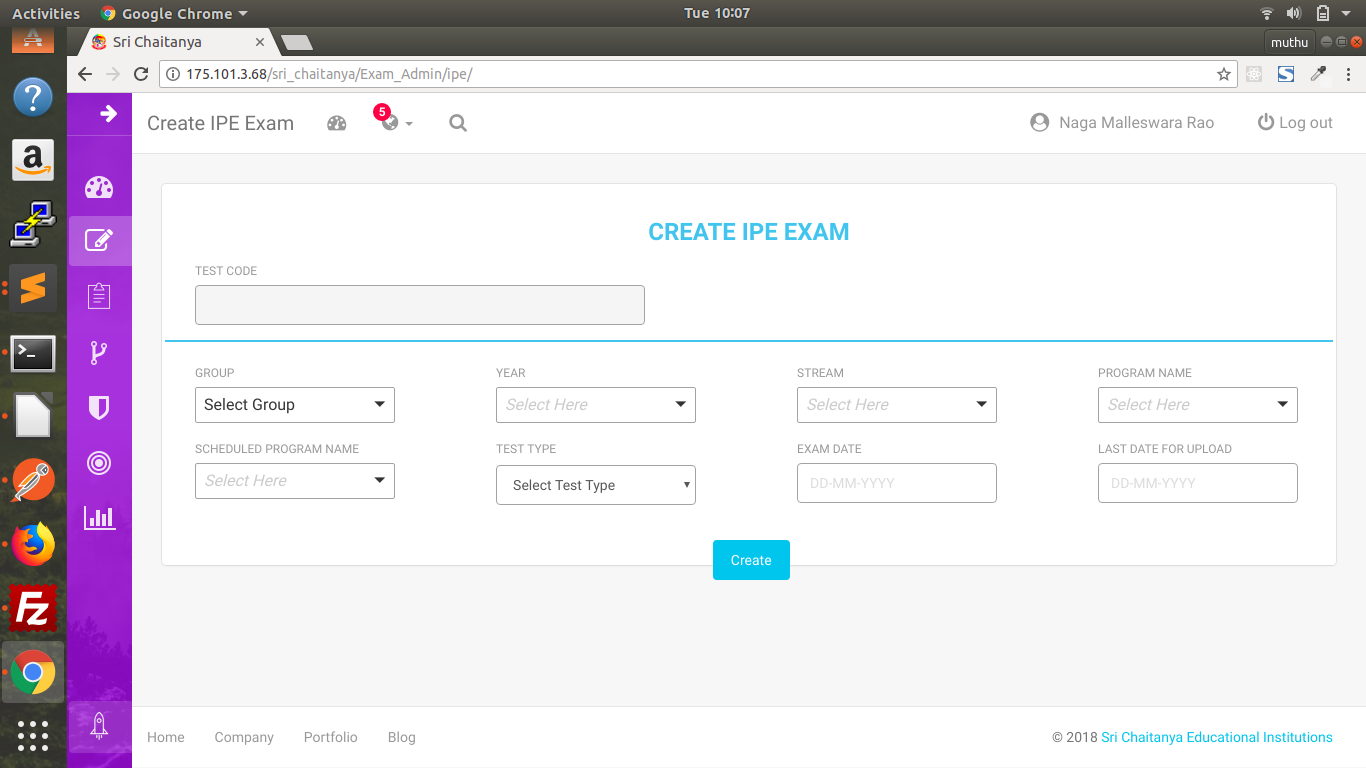 Activities Google Chrome Tue 10:07
Sri Chaitanya muthu
175.101.3.68/sri_chaitanya/Exam_Admin/ipe/
Create IPE Exam 5 Naga Malleswara Rao Log out
CREATE IPE EXAM
TEST CODE
GROUP YEAR STREAM PROGRAM NAME
Select Group Select Here Select Here Select Here
SCHEDULED PROGRAM NAME TEST TYPE EXAM DATE LAST DATE FOR UPLOAD
Select Here Select Test Type DD-MM-YYYY DD-MM-YYYY
Create
Home Company Portfolio Blog © 2018 Sri Chaitanya Educational Institutions